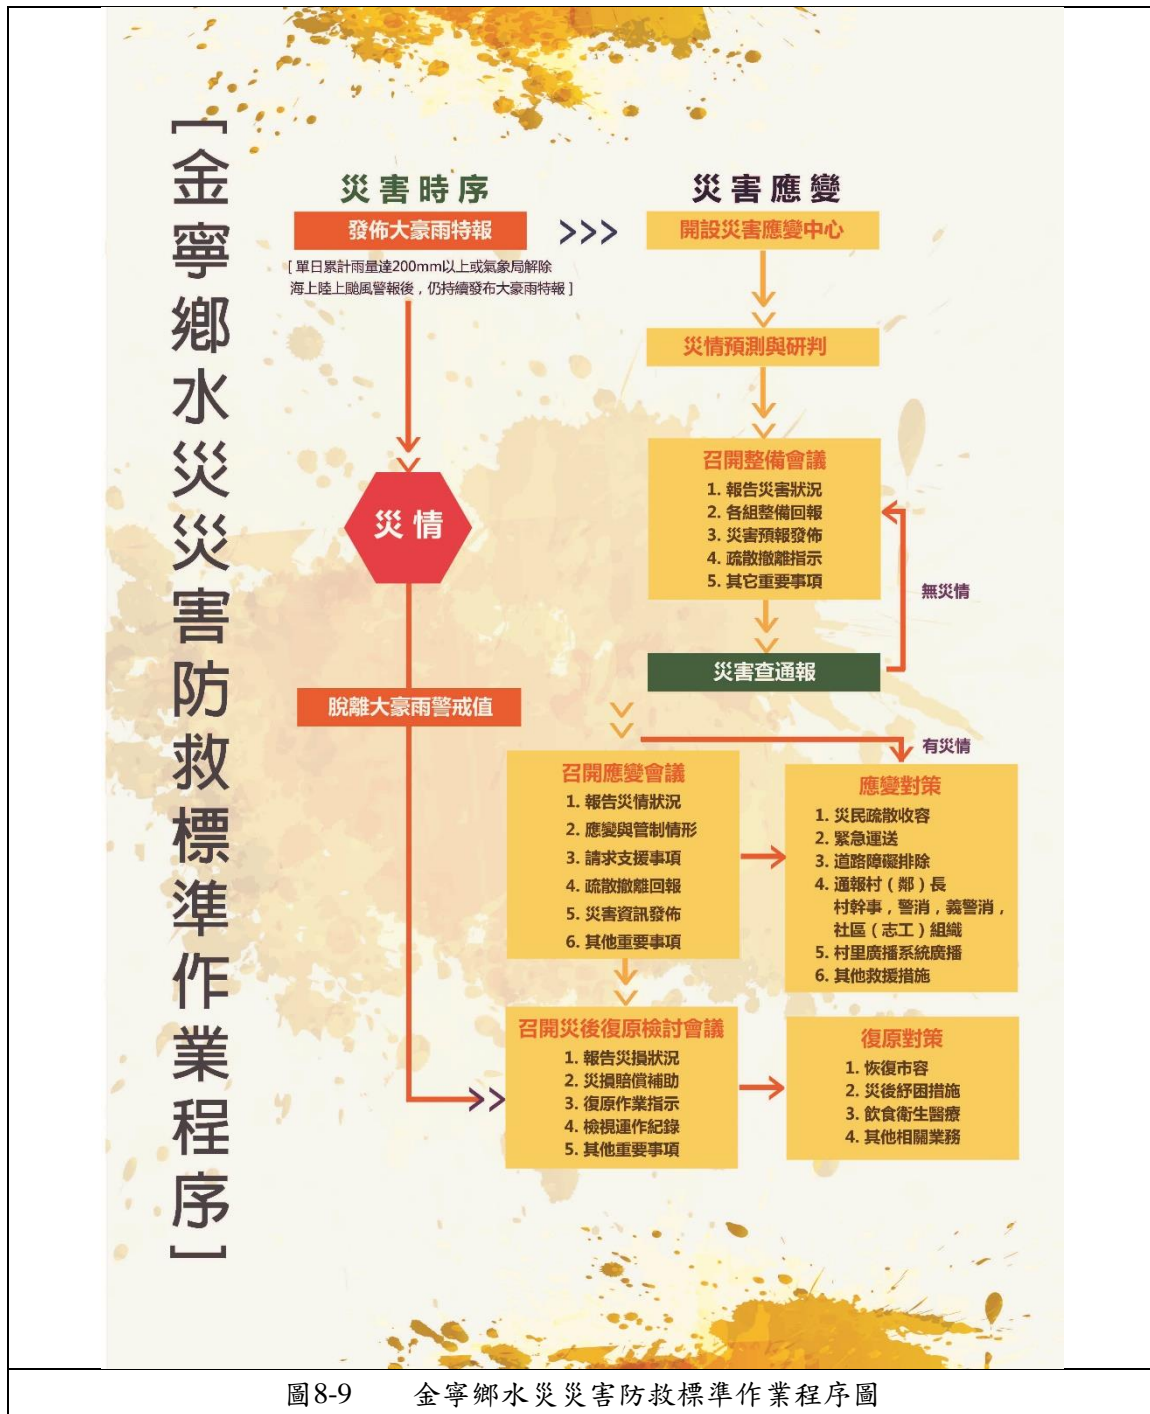 [金寧鄉水災災害防救標準作業程序]
災害時序
發佈大豪雨特報
[ 單日累計雨量達200mm以上或氣象局解除
海上陸上颱風警報後，仍持續發布大豪雨特報 ]
災情
脫離大豪雨警戒值
災害應變
開設災害應變中心
災情預測與研判
召開整備會議
1. 報告災害狀況
2. 各組整備回報
3. 災害預報發佈
4. 疏散撤離指示
5. 其它重要事項
無災情
災害查通報
有災情
召開應變會議
1. 報告災情狀況
2. 應變與管制情形
3. 請求支援事項
4. 疏散撤離回報
5. 災害資訊發佈
6. 其他重要事項
應變對策
1. 災民疏散收容
2. 緊急運送
3. 道路障礙排除
4. 通報村（鄰）長
村幹事，警消，義警消，
社區（志工）組織
5. 村里廣播系統廣播
6. 其他救援措施
召開災後復原檢討會議
1. 報告災損狀況
2. 災損賠償補助
3. 復原作業指示
4. 檢視運作紀錄
5. 其他重要事項
復原對策
1. 恢復市容
2. 災後紓困措施
3. 飲食衛生醫療
4. 其他相關業務
圖8-9 金寧鄉水災災害防救標準作業程序圖